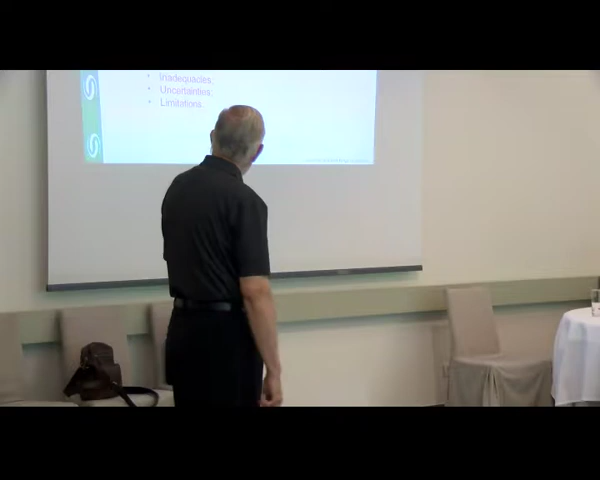 • Inadequacies;
• Uncertainties;
• Limitations.